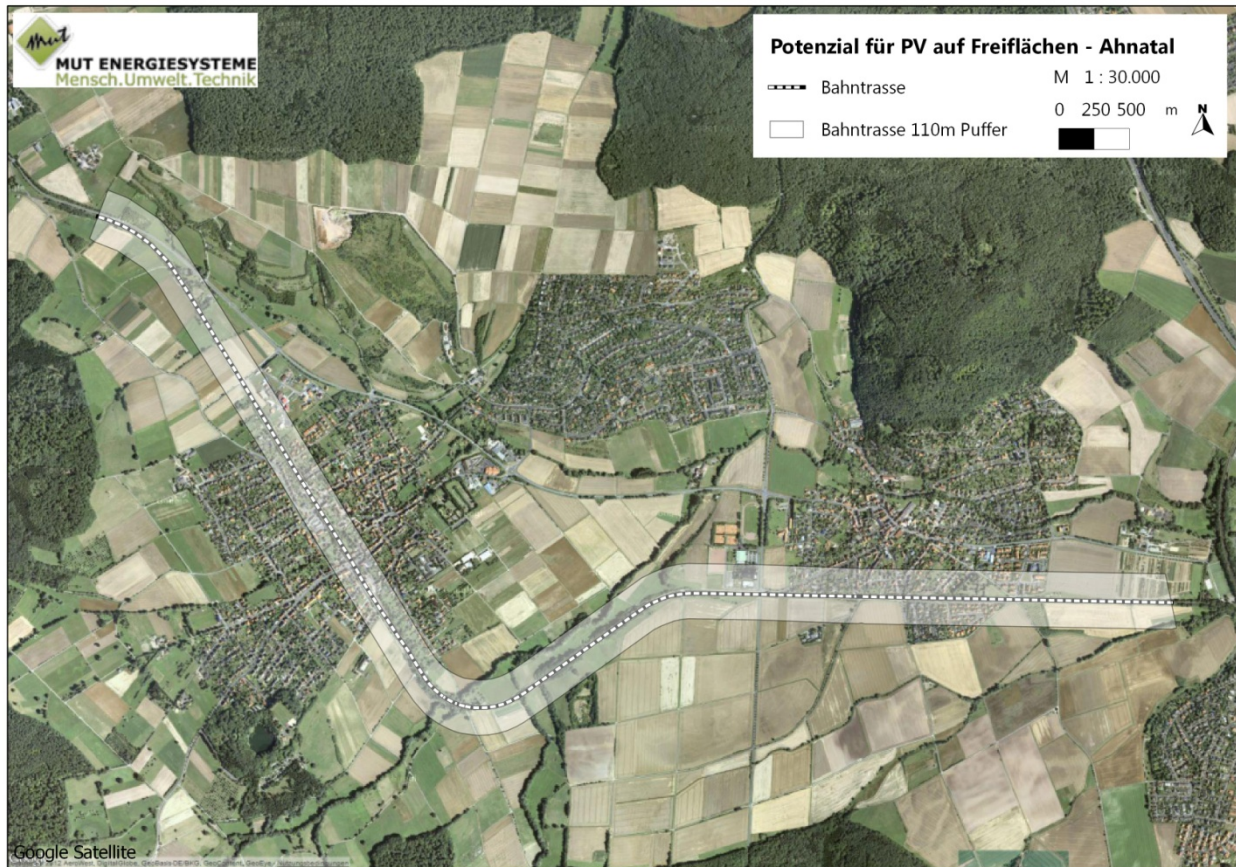 Mut
MUT ENERGIESYSTEME
Mensch.Umwelt.Technik
Potenzial für PV auf Freiflächen - Ahnatal
Bahntrasse
Bahntrasse 110m Puffer
M 1 : 30.000
0 250 500 m
N
Google Satellite